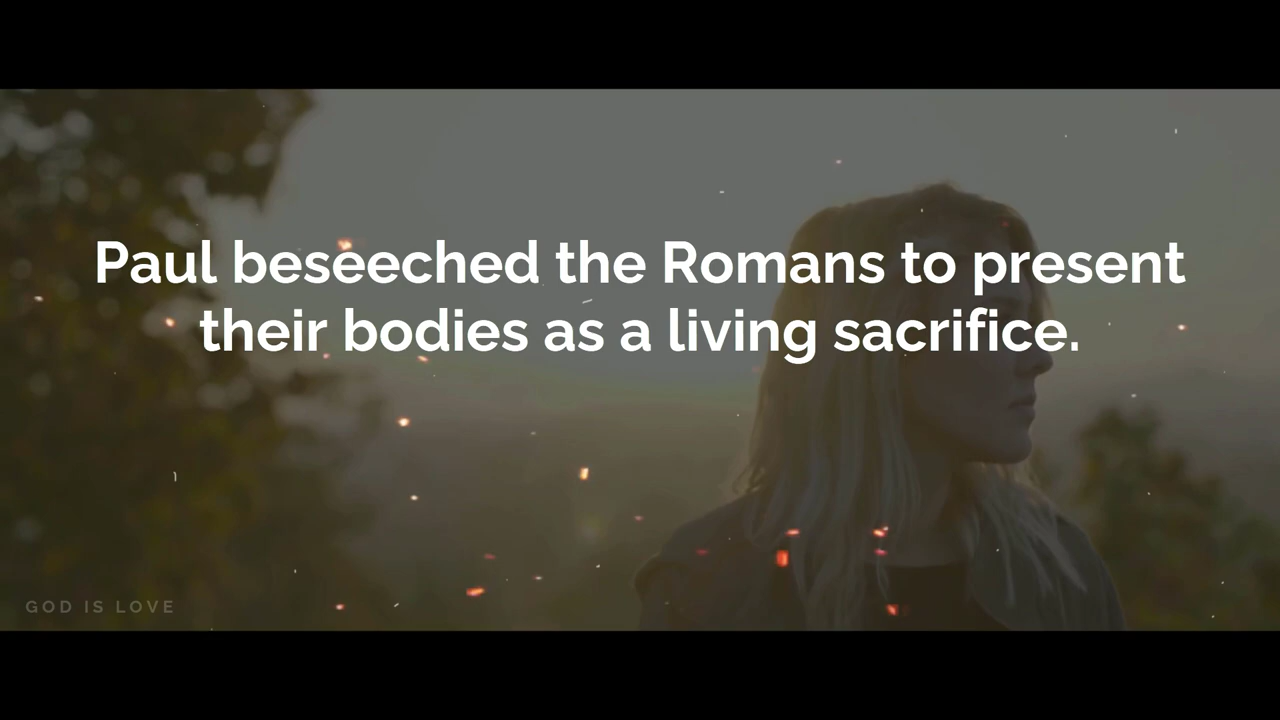 Paul beseeched the Romans to present
their bodies as a living sacrifice.
GOD IS LOVE